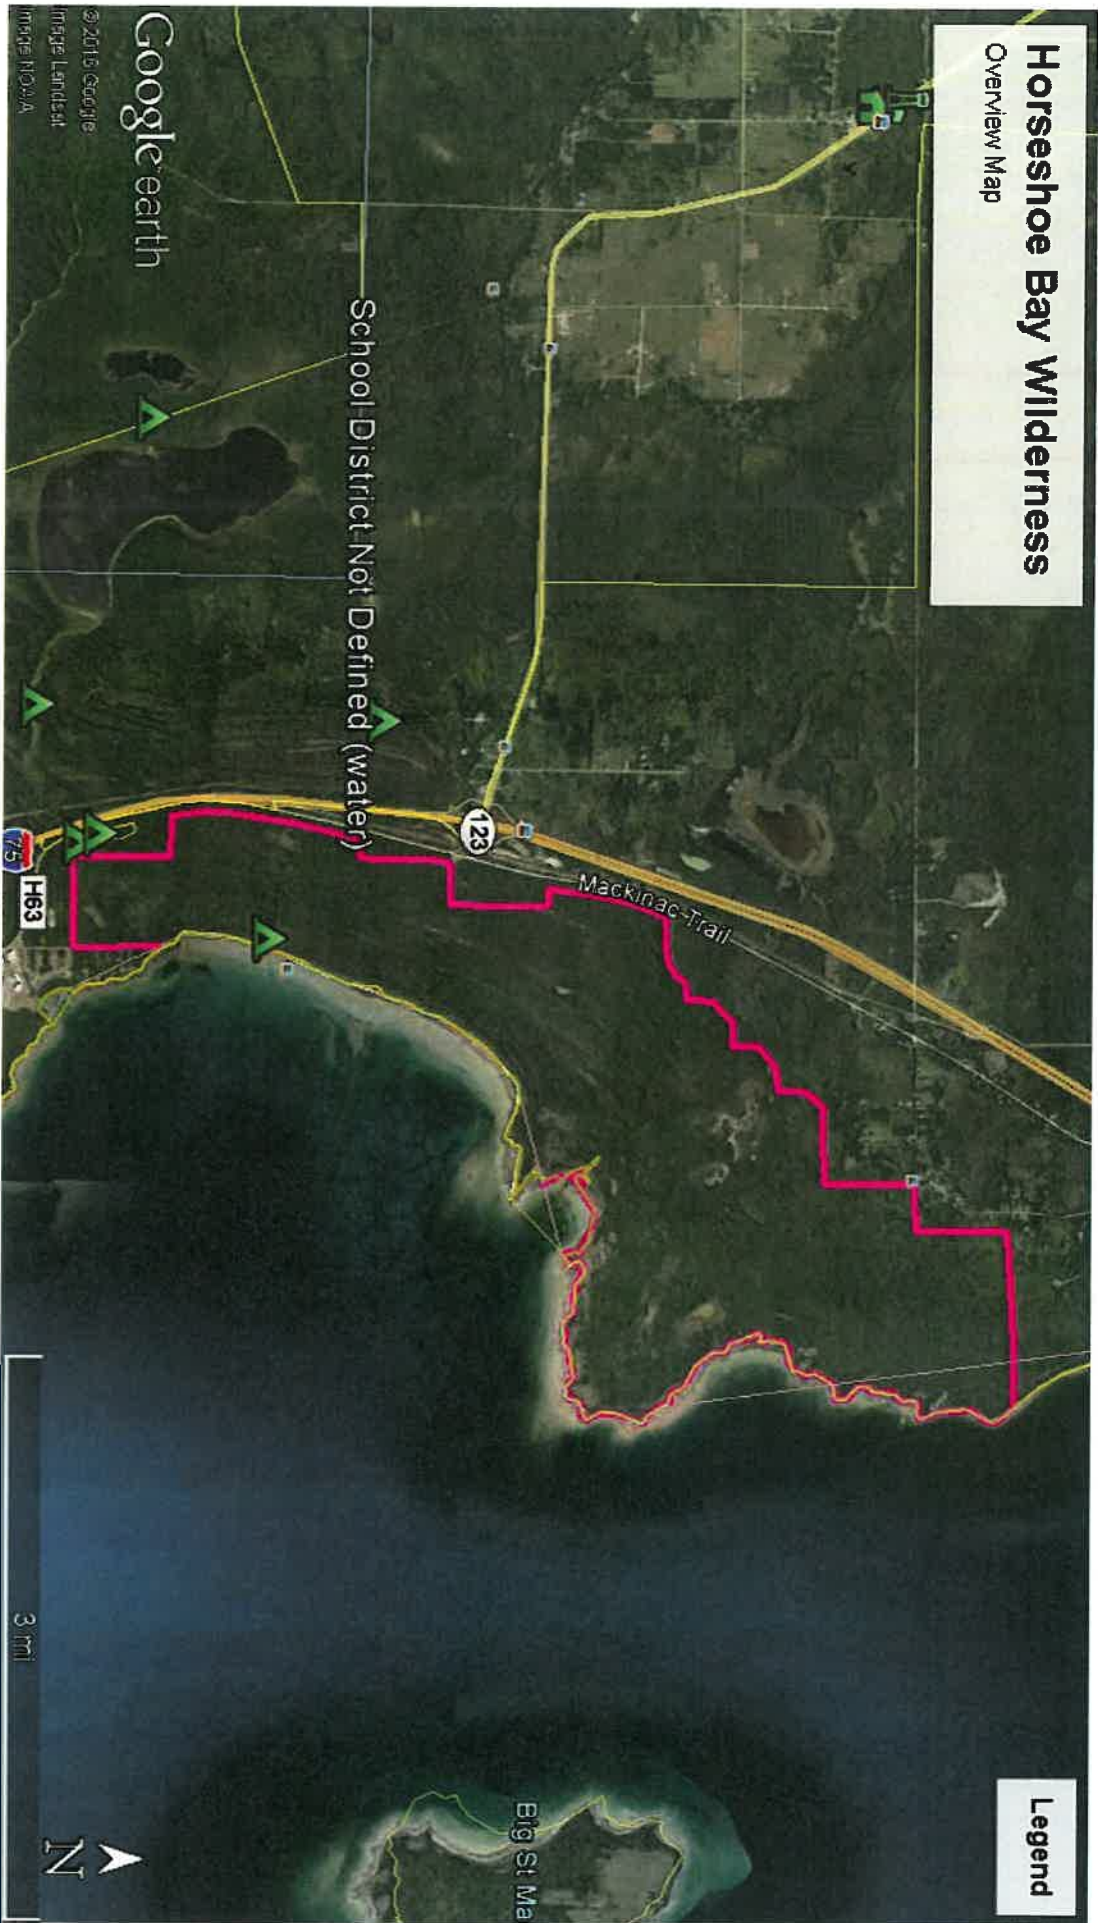 Horseshoe Bay Wilderness
Overview Map
Legend
Mackinac Trail
123
School District Not Defined (water)
Big St Ma
75
H63
Google earth
© 2016 Google
Image Landsat
Image NOAA
3 mi
N